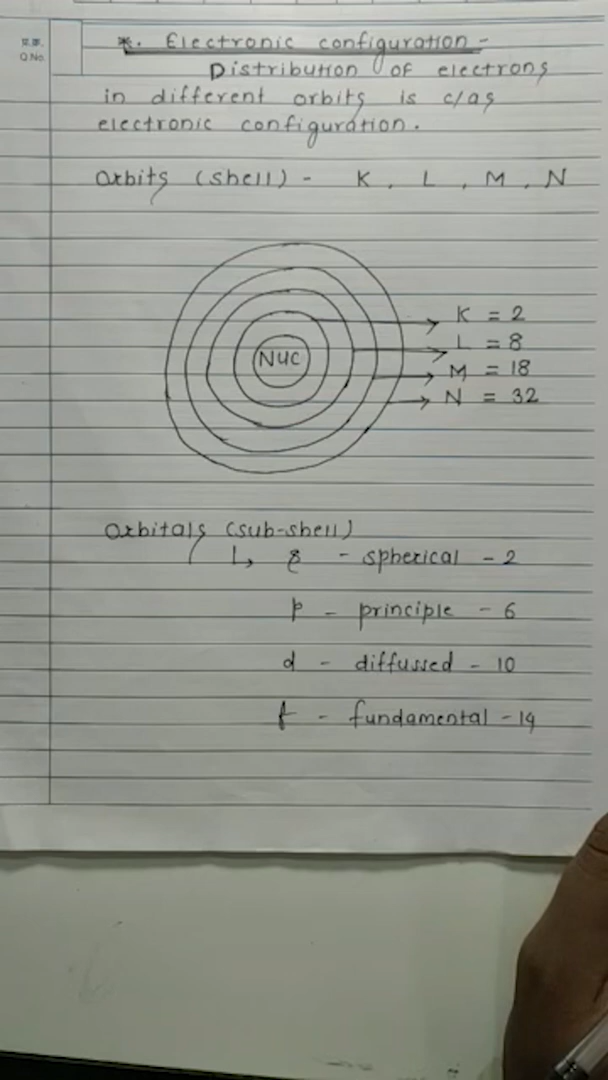 Q No.
*. Electronic configuration -
Distribution of electrons
in different orbits is c/as
electronic configuration.
Orbits (shell) - K, L, M, N
Nuc
K = 2
L = 8
M = 18
N = 32
Orbitals (sub-shell)
s - spherical - 2
p - principle - 6
d - diffussed - 10
f - fundamental - 14